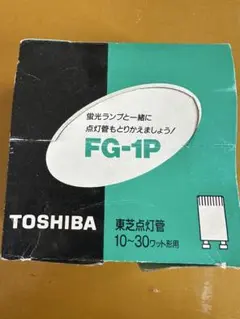 蛍光ランプと一緒に
点灯管もとりかえましょう!
FG-1P
TOSHIBA
東芝点灯管
10~30ワット形用